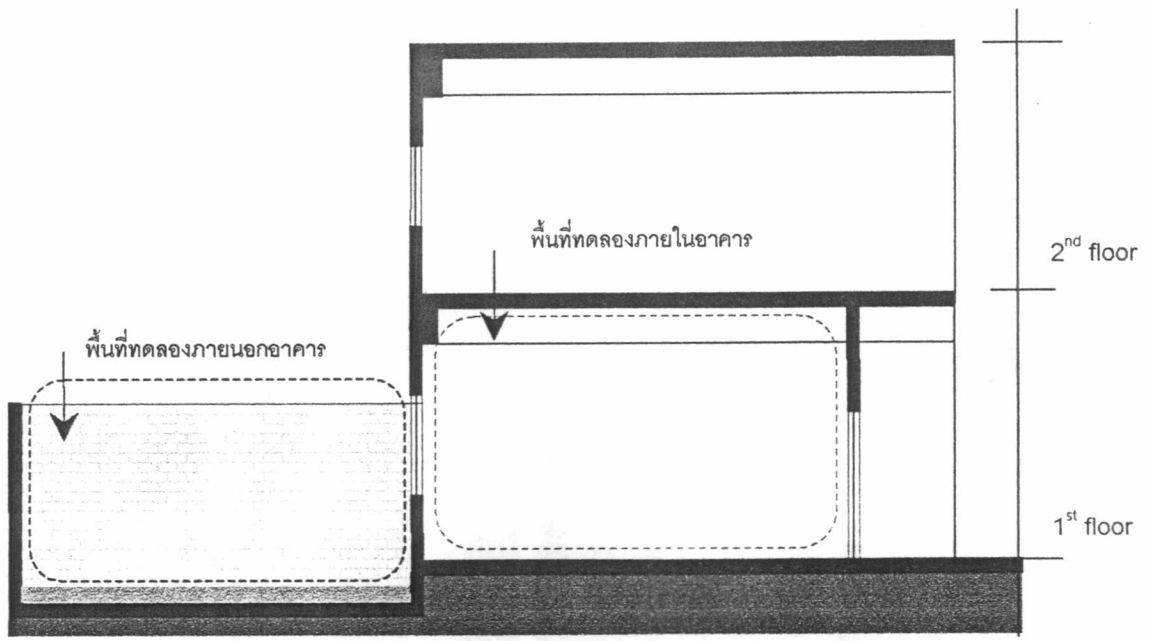 พื้นที่ทดลองภายในอาคาร
2nd floor
พื้นที่ทดลองภายนอกอาคาร
1st floor